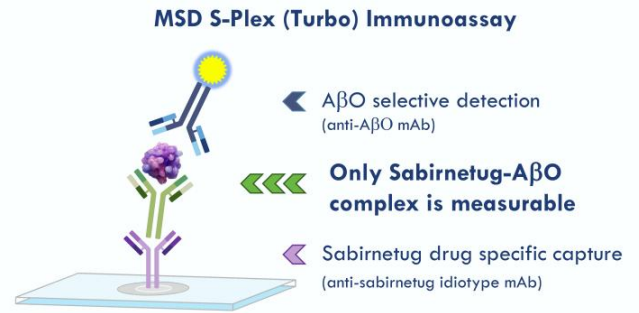 MSD S-Plex (Turbo) Immunoassay
AβO selective detection
(anti-AβO mAb)
Only Sabirnetug-AβO
complex is measurable
Sabirnetug drug specific capture
(anti-sabirnetug idiotype mAb)